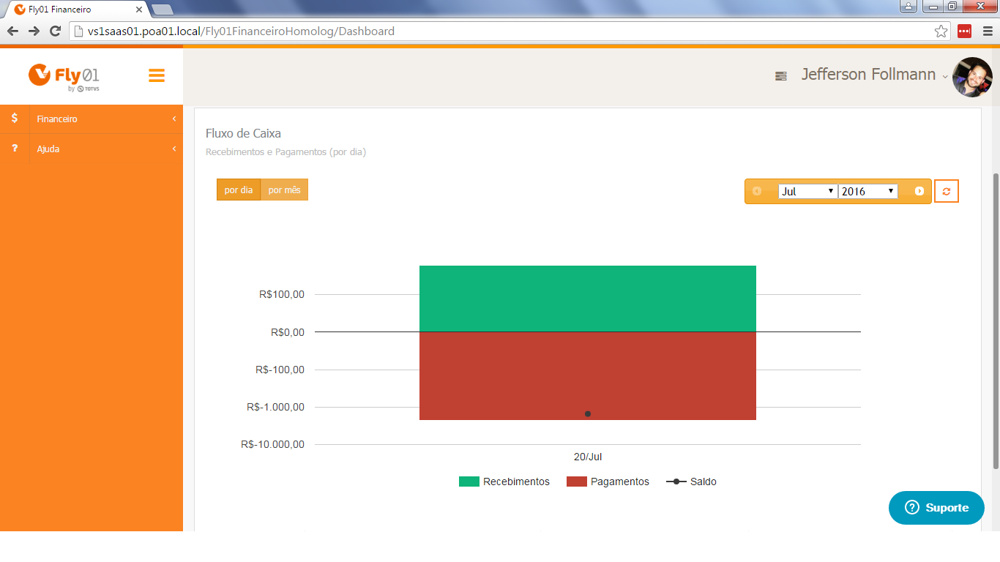 Fly01 Financeiro
vs1saas01.poa01.local/Fly01FinanceiroHomolog/Dashboard
Fly01
by TOTVS
Jefferson Follmann
$ Financeiro
? Ajuda
Fluxo de Caixa
Recebimentos e Pagamentos (por dia)
por dia por mês
Jul 2016
R$100,00
R$0,00
R$-100,00
R$-1.000,00
R$-10.000,00
20/Jul
Recebimentos Pagamentos Saldo
? Suporte